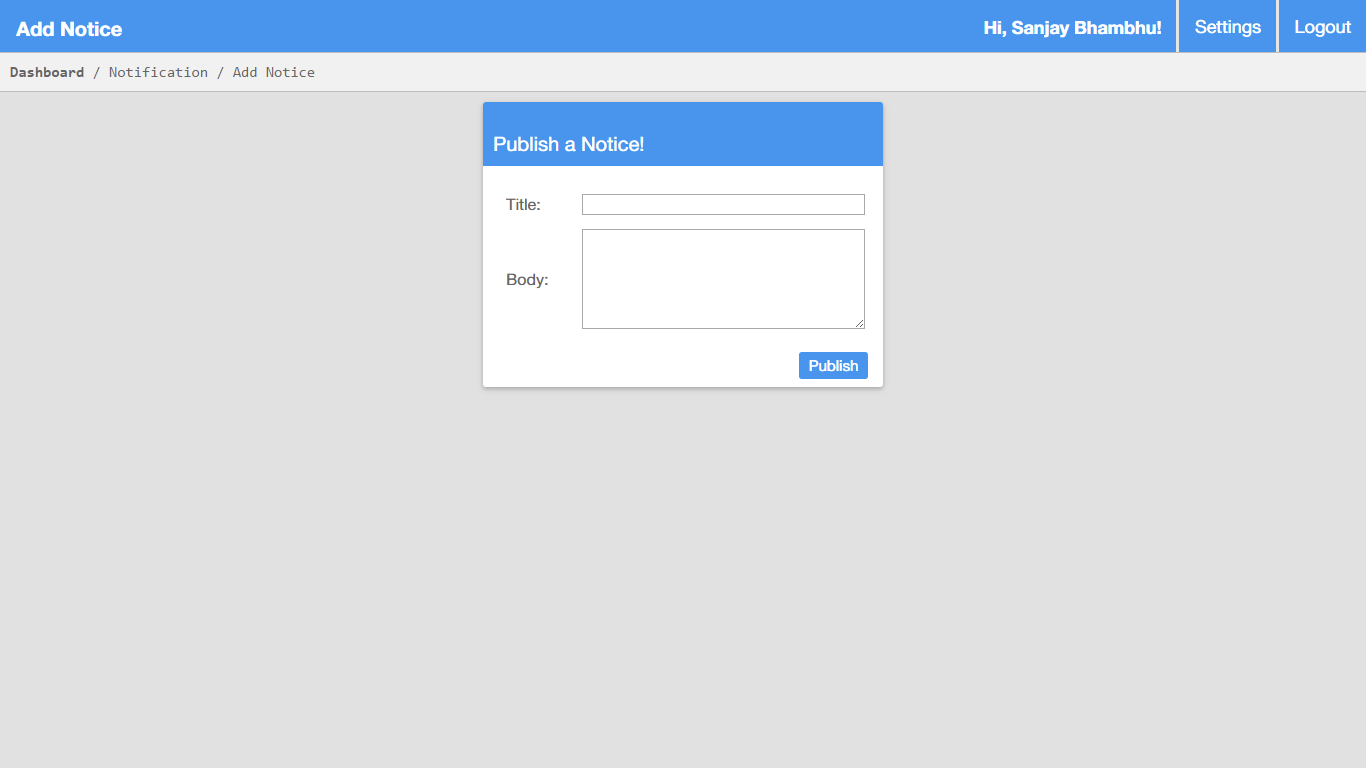 Add Notice
Hi, Sanjay Bhambhu!
Settings
Logout
Dashboard / Notification / Add Notice
Publish a Notice!
Title:
Body:
Publish